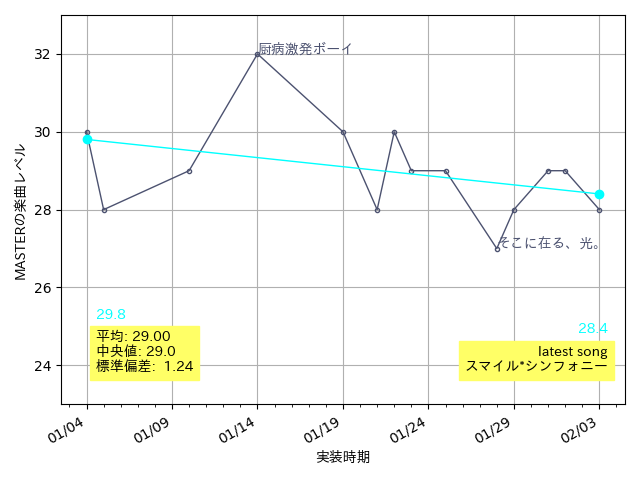 32
30
28
26
24
MASTERの楽曲レベル
厨病激発ボーイ
そこに在る、光。
29.8
平均: 29.00
中央値: 29.0
標準偏差: 1.24
28.4
latest song
スマイル*シンフォニー
01/04
01/09
01/14
01/19
01/24
01/29
02/03
実装時期